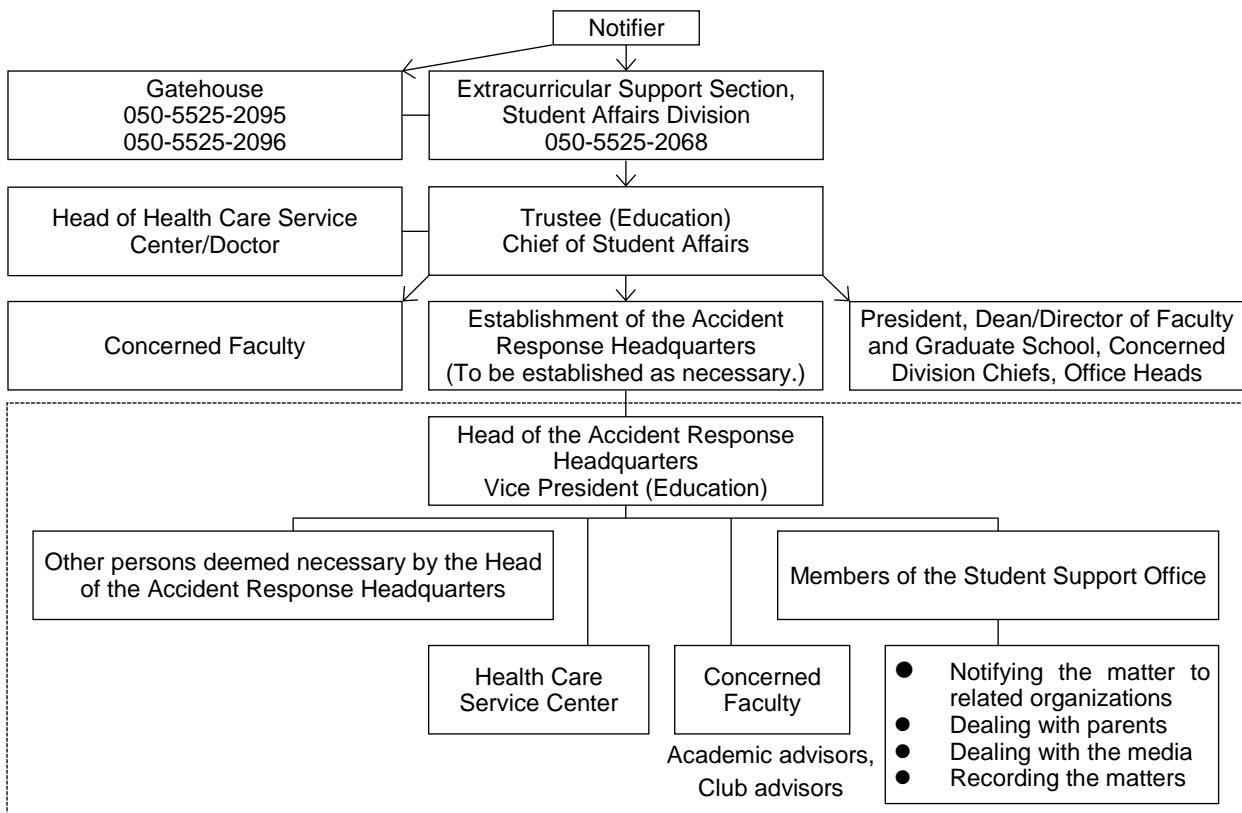 Notifier
Gatehouse
050-5525-2095
050-5525-2096
Extracurricular Support Section,
Student Affairs Division
050-5525-2068
Head of Health Care Service
Center/Doctor
Trustee (Education)
Chief of Student Affairs
Concerned Faculty
Establishment of the Accident
Response Headquarters
(To be established as necessary.)
President, Dean/Director of Faculty
and Graduate School, Concerned
Division Chiefs, Office Heads
Head of the Accident Response
Headquarters
Vice President (Education)
Other persons deemed necessary by the Head
of the Accident Response Headquarters
Members of the Student Support Office
Health Care
Service Center
Concerned
Faculty
Academic advisors,
Club advisors
● Notifying the matter to
related organizations
● Dealing with parents
● Dealing with the media
● Recording the matters